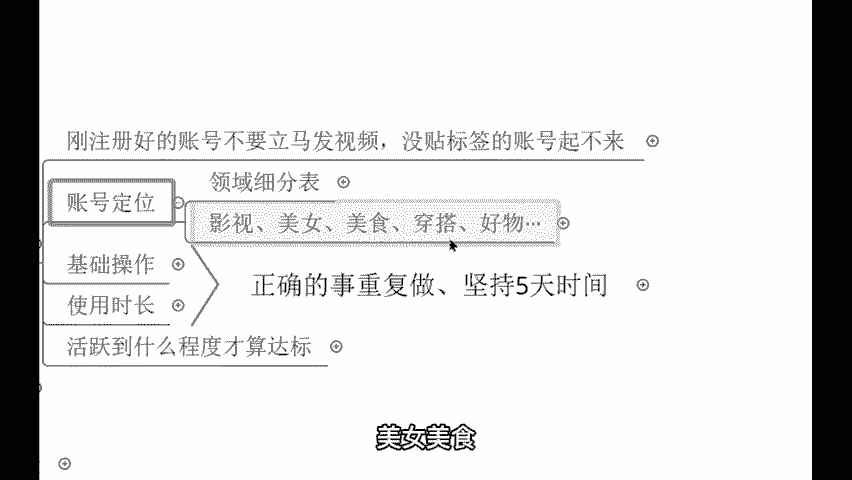 刚注册好的账号不要立马发视频，没贴标签的账号起不来
账号定位
领域细分表
影视、美女、美食、穿搭、好物…
基础操作
正确的事重复做、坚持5天时间
使用时长
活跃到什么程度才算达标
美女美食